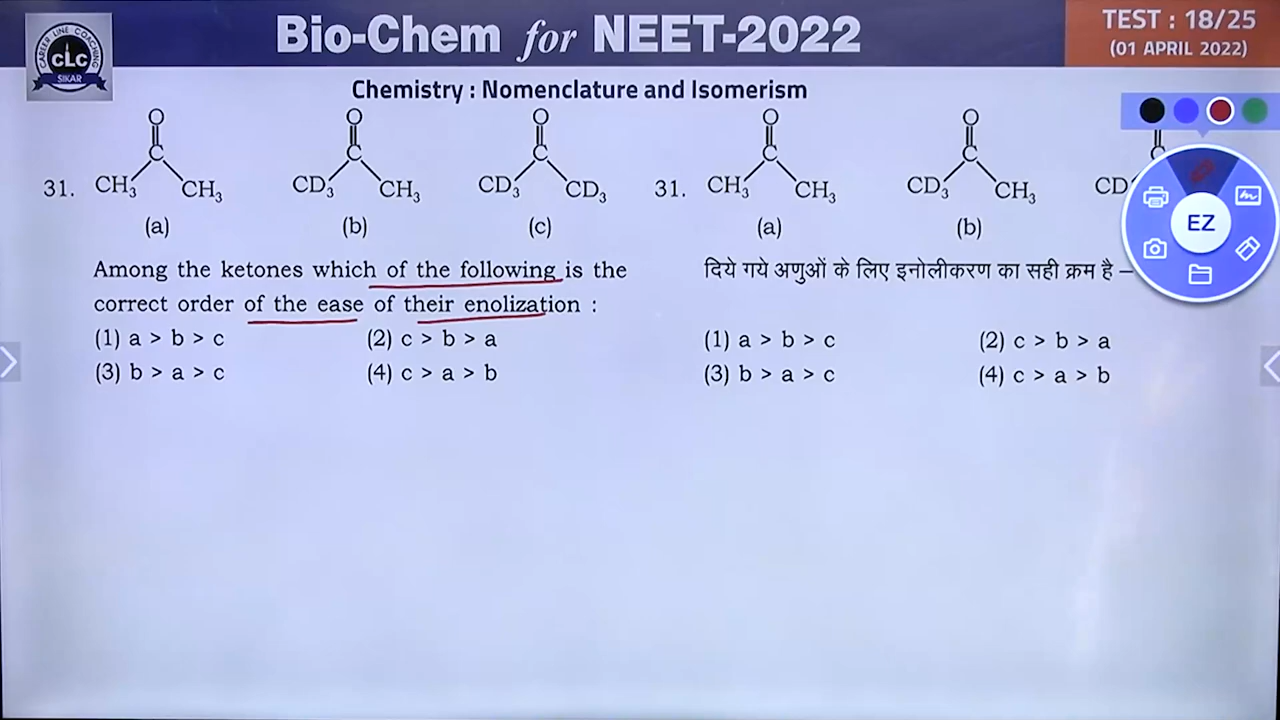 CAREER LINE COACHING
CLC
SIKAR
Bio-Chem for NEET-2022
TEST : 18/25
(01 APRIL 2022)
Chemistry : Nomenclature and Isomerism
31.
O
C
CH₃ CH₃
(a)
O
C
CD₃ CH₃
(b)
O
C
CD₃ CD₃
(c)
Among the ketones which of the following is the
correct order of the ease of their enolization :
(1) a > b > c (2) c > b > a
(3) b > a > c (4) c > a > b
31.
O
C
CH₃ CH₃
(a)
O
C
CD₃ CH₃
(b)
C
CD
दिये गये अणुओं के लिए इनोलीकरण का सही क्रम है –
(1) a > b > c (2) c > b > a
(3) b > a > c (4) c > a > b
EZ